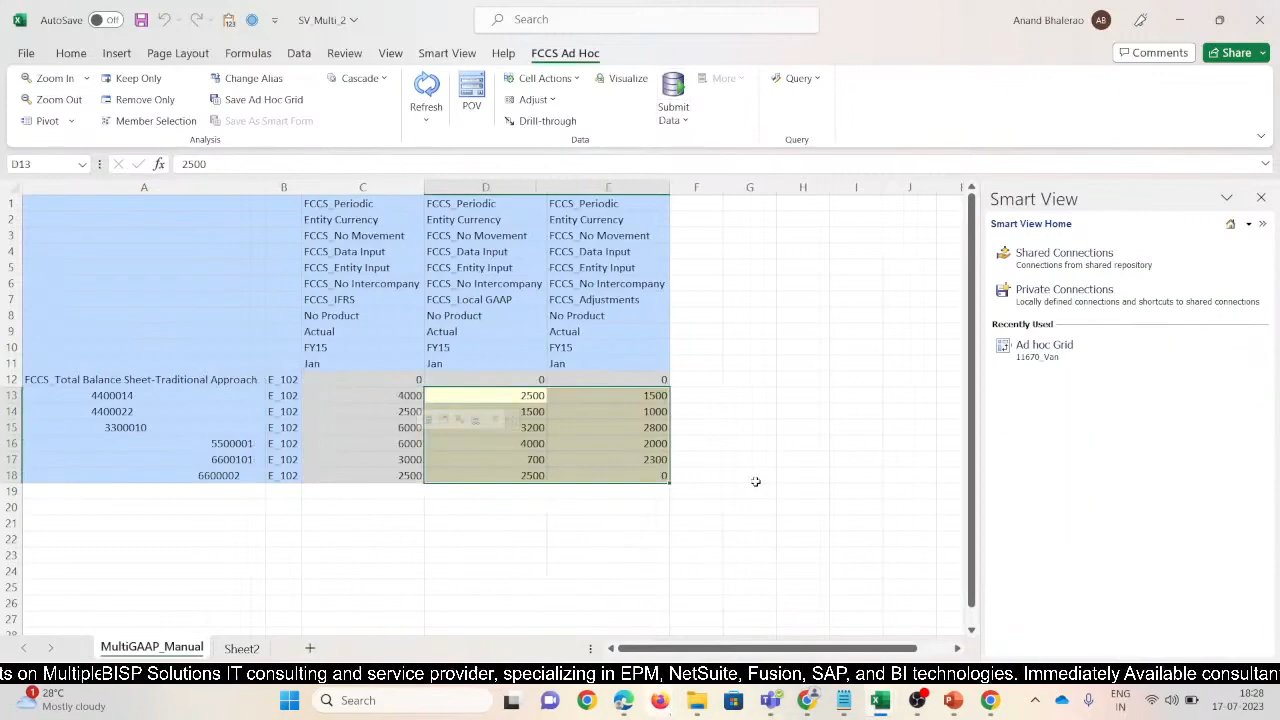 AutoSave Off SV_Multi_2 Search Anand Bhalerao AB
File Home Insert Page Layout Formulas Data Review View Smart View Help FCCS Ad Hoc Comments Share
Zoom In Keep Only Change Alias Cascade Refresh POV Cell Actions Visualize Submit Data More Query
Zoom Out Remove Only Save Ad Hoc Grid Adjust
Pivot Member Selection Save As Smart Form Drill-through
Analysis Data Query
D13 fx 2500
A B C D E F G H I J
1 FCCS_Periodic FCCS_Periodic FCCS_Periodic
2 Entity Currency Entity Currency Entity Currency
3 FCCS_No Movement FCCS_No Movement FCCS_No Movement
4 FCCS_Data Input FCCS_Data Input FCCS_Data Input
5 FCCS_Entity Input FCCS_Entity Input FCCS_Entity Input
6 FCCS_No Intercompany FCCS_No Intercompany FCCS_No Intercompany
7 FCCS_IFRS FCCS_Local GAAP FCCS_Adjustments
8 No Product No Product No Product
9 Actual Actual Actual
10 FY15 FY15 FY15
11 Jan Jan Jan
12 FCCS_Total Balance Sheet-Traditional Approach E_102 0 0 0
13 4400014 E_102 4000 2500 1500
14 4400022 E_102 2500 1500 1000
15 3300010 E_102 6000 3200 2800
16 5500001 E_102 6000 4000 2000
17 6600101 E_102 3000 700 2300
18 6600002 E_102 2500 2500 0
19
20
21
22
23
24
25
26
27
28
Smart View
Smart View Home
Shared Connections
Connections from shared repository
Private Connections
Locally defined connections and shortcuts to shared connections
Recently Used
Ad hoc Grid
11670_Van
MultiGAAP_Manual Sheet2
ts on MultipleBISP Solutions IT consulting and service provider, specializing in EPM, NetSuite, Fusion, SAP, and BI technologies. Immediately Available consultan
1 28°C
Mostly cloudy
Search
ENG
IN
18:28
17-07-2023